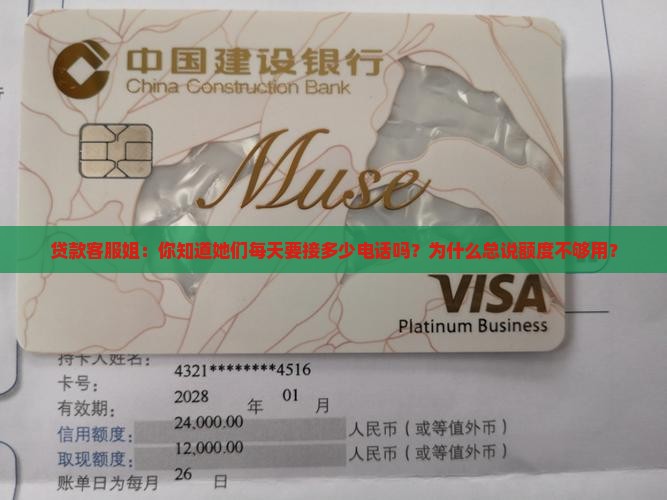 中国建设银行
China Construction Bank
Muse
贷款客服姐：你知道她们每天要接多少电话吗？为什么总说额度不够用？
VISA
Platinum Business
持卡人姓名：
卡号： 4321********4516
有效期： 2028 年 01 月
信用额度： 24,000.00 人民币（或等值外币）
取现额度： 12,000.00 人民币（或等值外币）
账单日为每月 26 日